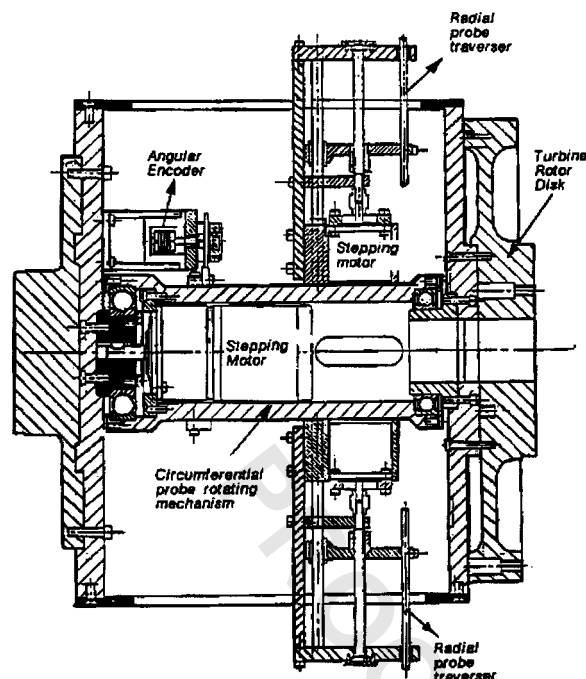 Radial
probe
traverser
Angular
Encoder
Turbine
Rotor
Disk
Stepping
motor
Stepping
Motor
Circumferential
probe rotating
mechanism
Radial
probe
traverser